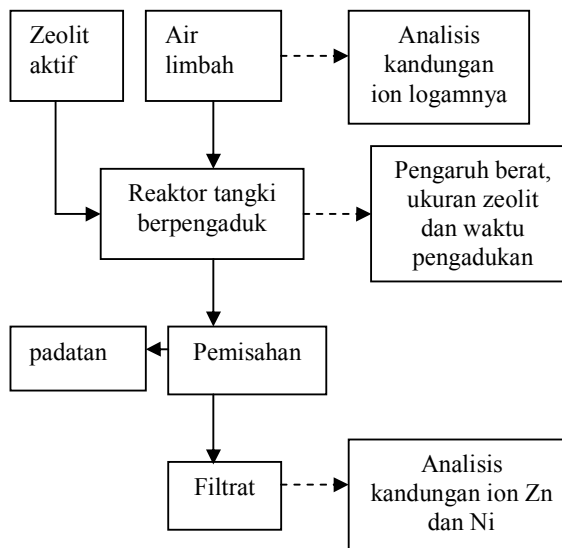 Zeolit
aktif
Air
limbah
Analisis
kandungan
ion logamnya
Reaktor tangki
berpengaduk
Pengaruh berat,
ukuran zeolit
dan waktu
pengadukan
padatan
Pemisahan
Filtrat
Analisis
kandungan ion Zn
dan Ni